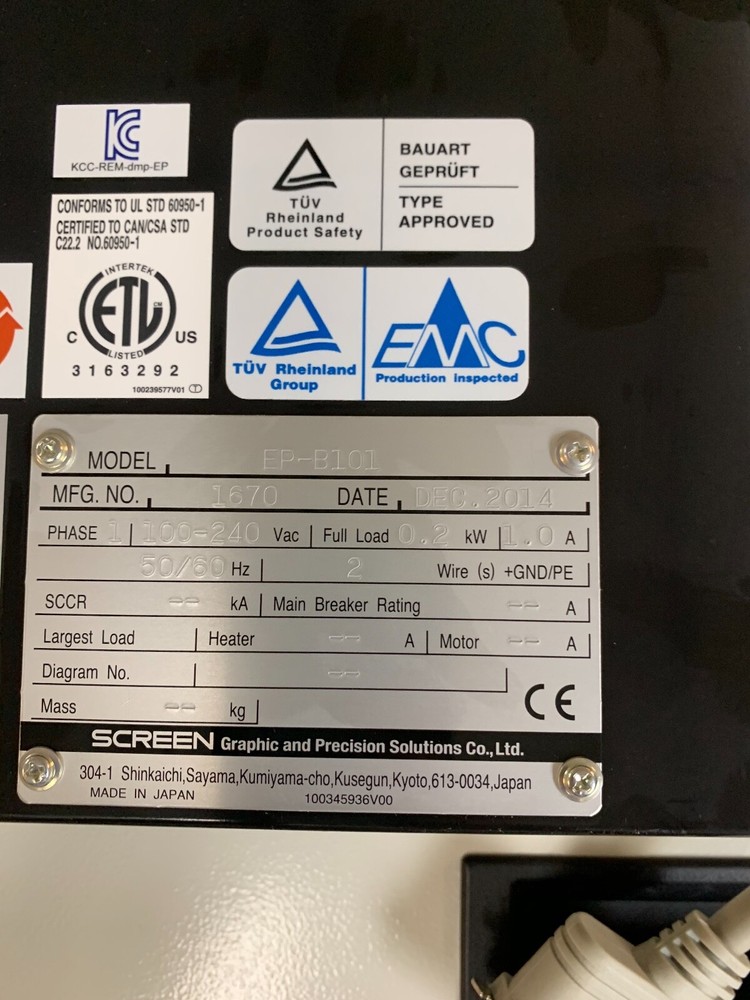 KC
KCC-REM-dmp-EP
CONFORMS TO UL STD 60950-1
CERTIFIED TO CAN/CSA STD
C22.2 NO.60950-1
INTERTEK
C ETL CM US
LISTED
3163292
100239577V01 T
TÜV
Rheinland
Product Safety
BAUART
GEPRÜFT
TYPE
APPROVED
TÜV Rheinland
Group
EMC
Production inspected
MODEL EP-B101
MFG. NO. 1670 DATE DEC.2014
PHASE 1 100-240 Vac Full Load 0.2 kW 1.0 A
50/60 Hz 2 Wire (s) +GND/PE
SCCR -- kA Main Breaker Rating -- A
Largest Load Heater -- A Motor -- A
Diagram No. --
Mass -- kg
CE
SCREEN Graphic and Precision Solutions Co., Ltd.
304-1 Shinkaichi,Sayama,Kumiyama-cho,Kusegun,Kyoto,613-0034,Japan
MADE IN JAPAN 100345936V00